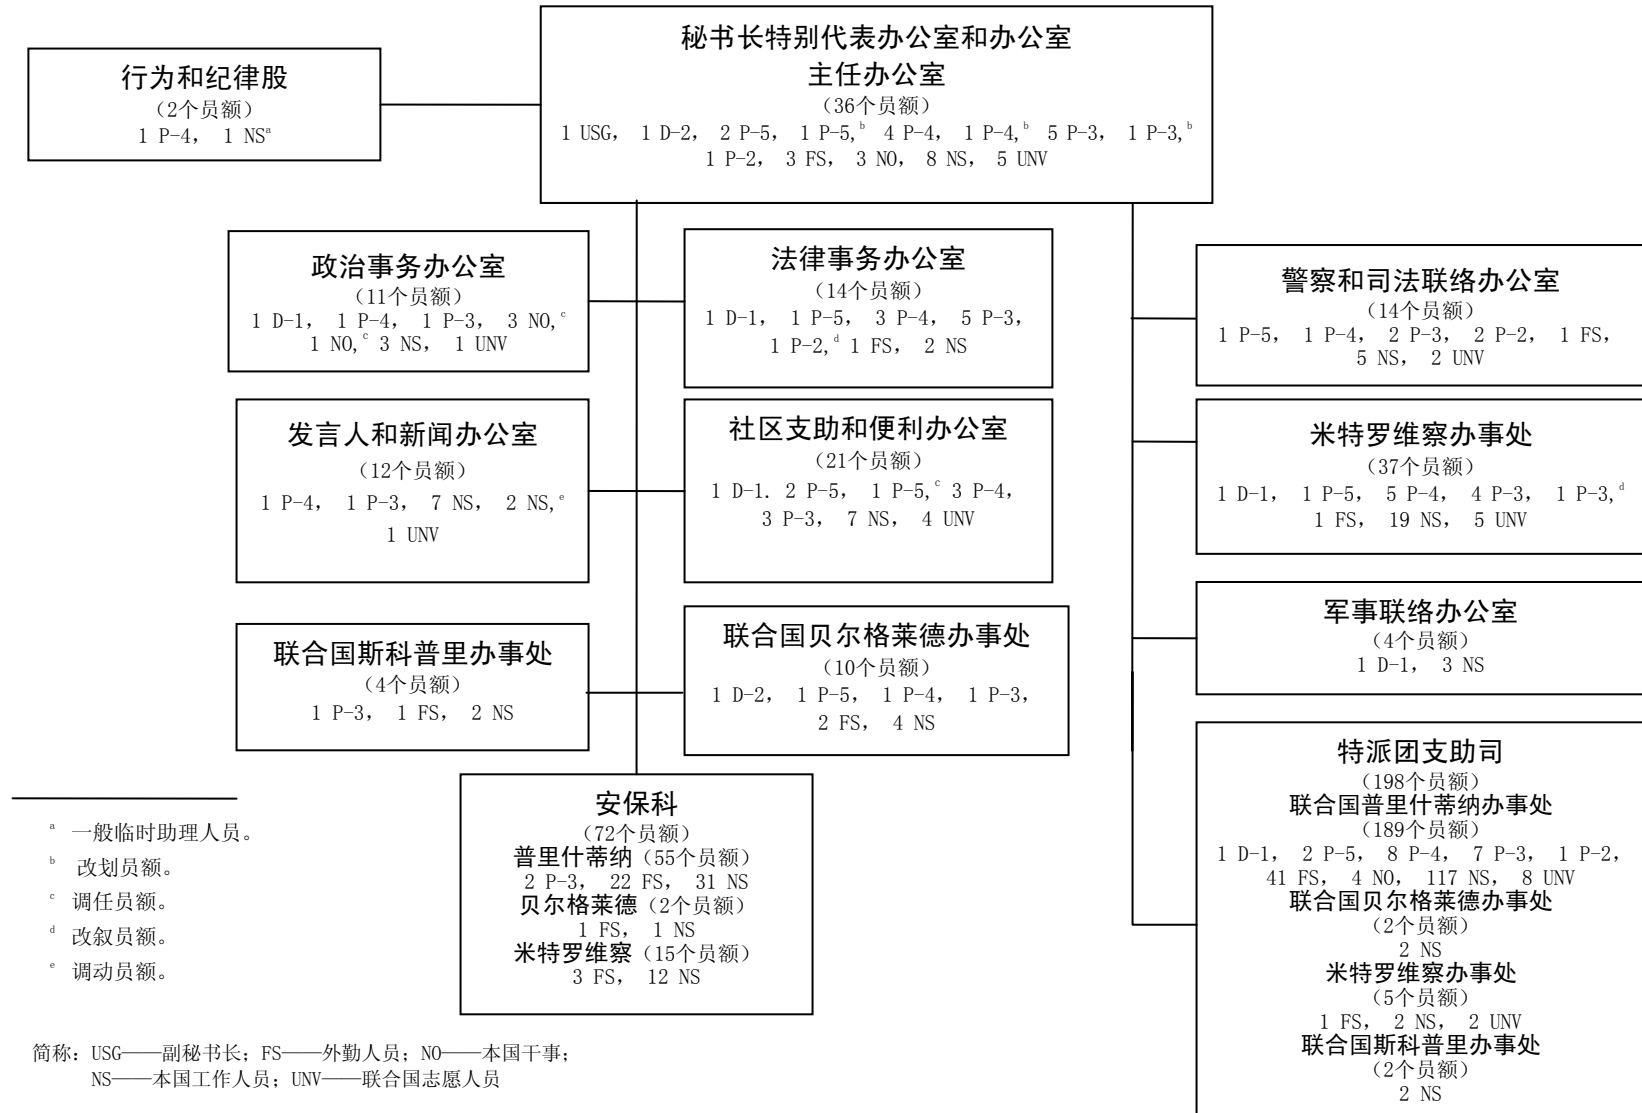 秘书长特别代表办公室和办公室
主任办公室
（36个员额）
1 USG， 1 D-2， 2 P-5， 1 P-5,ᵇ 4 P-4， 1 P-4,ᵇ 5 P-3， 1 P-3,ᵇ
1 P-2， 3 FS， 3 NO， 8 NS， 5 UNV
行为和纪律股
（2个员额）
1 P-4， 1 NSᵃ
政治事务办公室
（11个员额）
1 D-1， 1 P-4， 1 P-3， 3 NO,ᶜ
1 NO,ᶜ 3 NS， 1 UNV
法律事务办公室
（14个员额）
1 D-1， 1 P-5， 3 P-4， 5 P-3，
1 P-2,ᵈ 1 FS， 2 NS
警察和司法联络办公室
（14个员额）
1 P-5， 1 P-4， 2 P-3， 2 P-2， 1 FS，
5 NS， 2 UNV
发言人和新闻办公室
（12个员额）
1 P-4， 1 P-3， 7 NS， 2 NS,ᵉ
1 UNV
社区支助和便利办公室
（21个员额）
1 D-1. 2 P-5， 1 P-5,ᶜ 3 P-4，
3 P-3， 7 NS， 4 UNV
米特罗维察办事处
（37个员额）
1 D-1， 1 P-5， 5 P-4， 4 P-3， 1 P-3,ᵈ
1 FS， 19 NS， 5 UNV
联合国斯科普里办事处
（4个员额）
1 P-3， 1 FS， 2 NS
联合国贝尔格莱德办事处
（10个员额）
1 D-2， 1 P-5， 1 P-4， 1 P-3，
2 FS， 4 NS
军事联络办公室
（4个员额）
1 D-1， 3 NS
安保科
（72个员额）
普里什蒂纳（55个员额）
2 P-3， 22 FS， 31 NS
贝尔格莱德（2个员额）
1 FS， 1 NS
米特罗维察（15个员额）
3 FS， 12 NS
特派团支助司
（198个员额）
联合国普里什蒂纳办事处
（189个员额）
1 D-1， 2 P-5， 8 P-4， 7 P-3， 1 P-2，
41 FS， 4 NO， 117 NS， 8 UNV
联合国贝尔格莱德办事处
（2个员额）
2 NS
米特罗维察办事处
（5个员额）
1 FS， 2 NS， 2 UNV
联合国斯科普里办事处
（2个员额）
2 NS
ᵃ 一般临时助理人员。
ᵇ 改划员额。
ᶜ 调任员额。
ᵈ 改叙员额。
ᵉ 调动员额。
简称：USG——副秘书长；FS——外勤人员；NO——本国干事；
NS——本国工作人员；UNV——联合国志愿人员